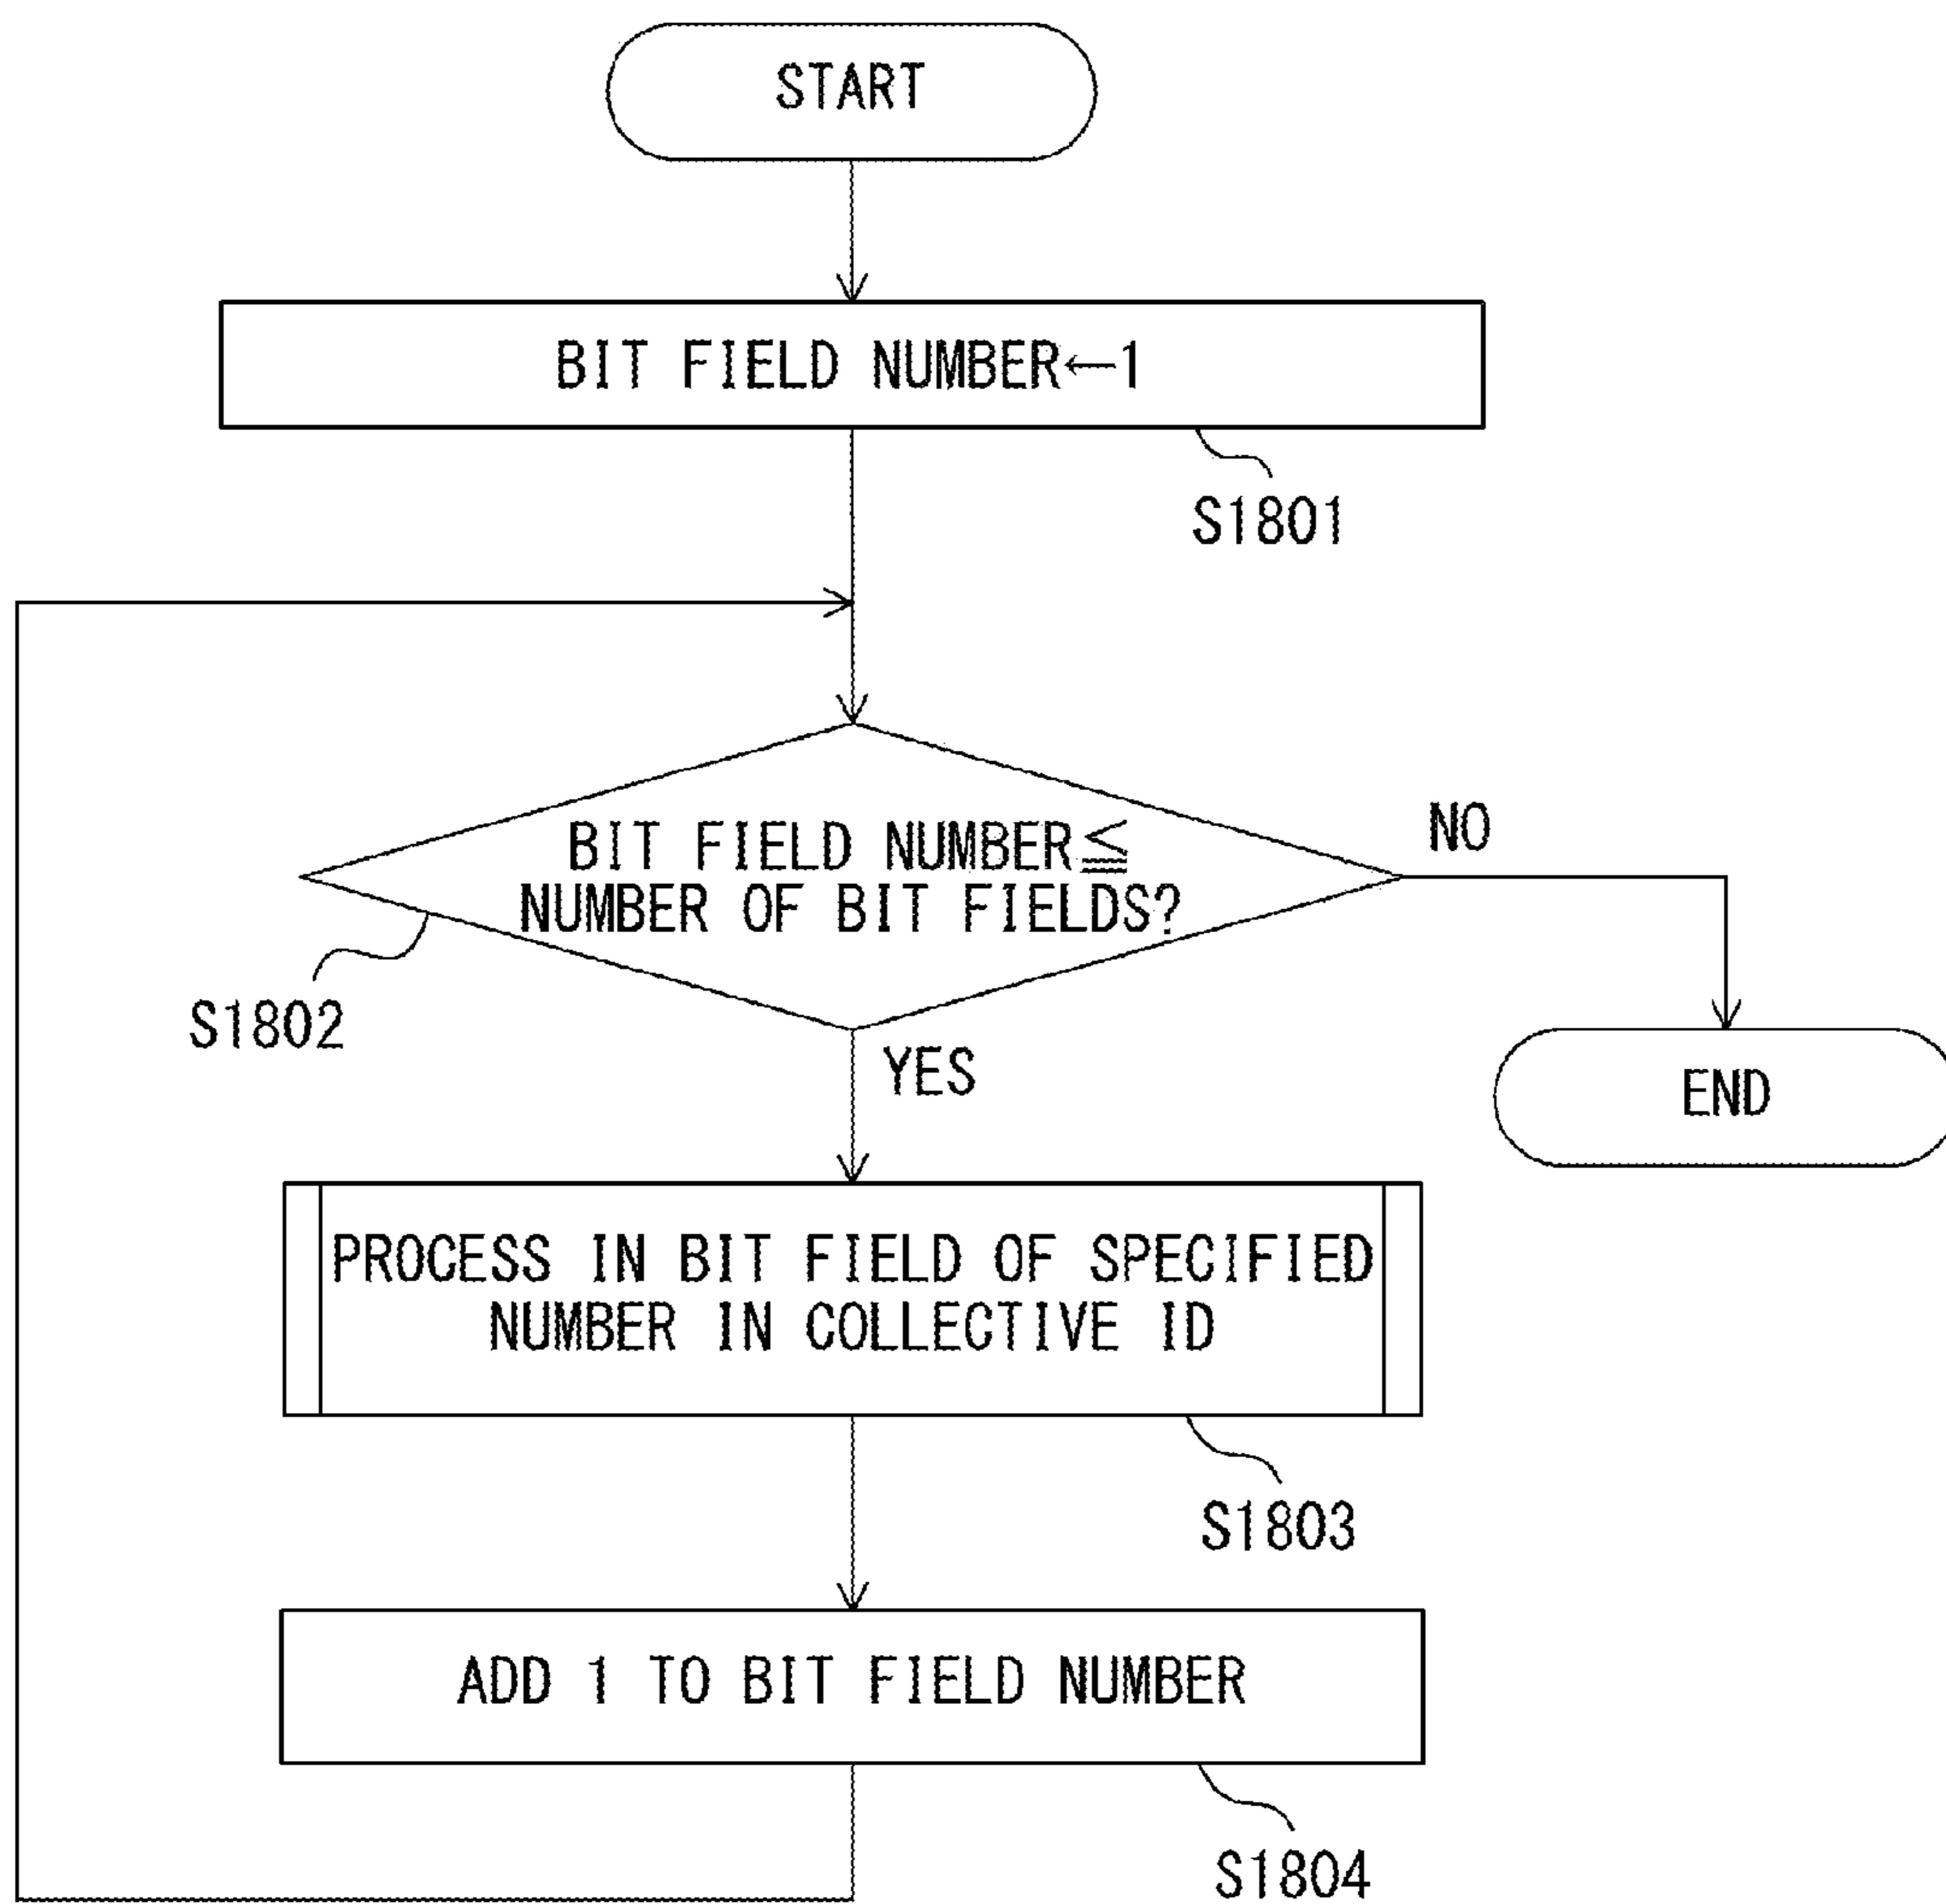 START
BIT FIELD NUMBER←1
S1801
BIT FIELD NUMBER≦
NUMBER OF BIT FIELDS?
NO
S1802
YES
END
PROCESS IN BIT FIELD OF SPECIFIED
NUMBER IN COLLECTIVE ID
S1803
ADD 1 TO BIT FIELD NUMBER
S1804